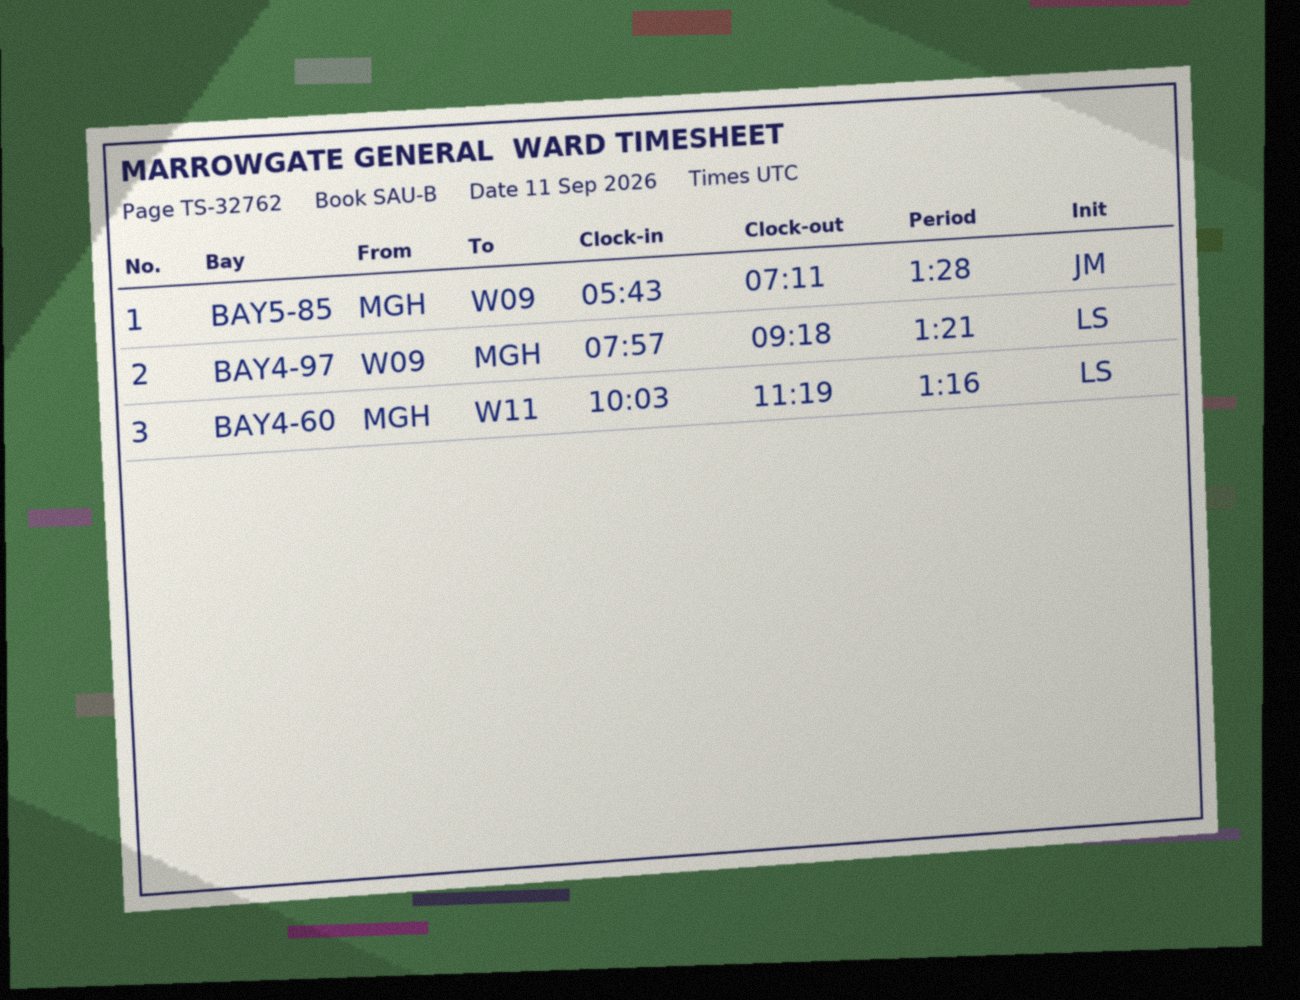 MARROWGATE GENERAL WARD TIMESHEET
Page TS-32762 Book SAU-B Date 11 Sep 2026 Times UTC
No. Bay From To Clock-in Clock-out Period Init
1 BAY5-85 MGH W09 05:43 07:11 1:28 JM
2 BAY4-97 W09 MGH 07:57 09:18 1:21 LS
3 BAY4-60 MGH W11 10:03 11:19 1:16 LS